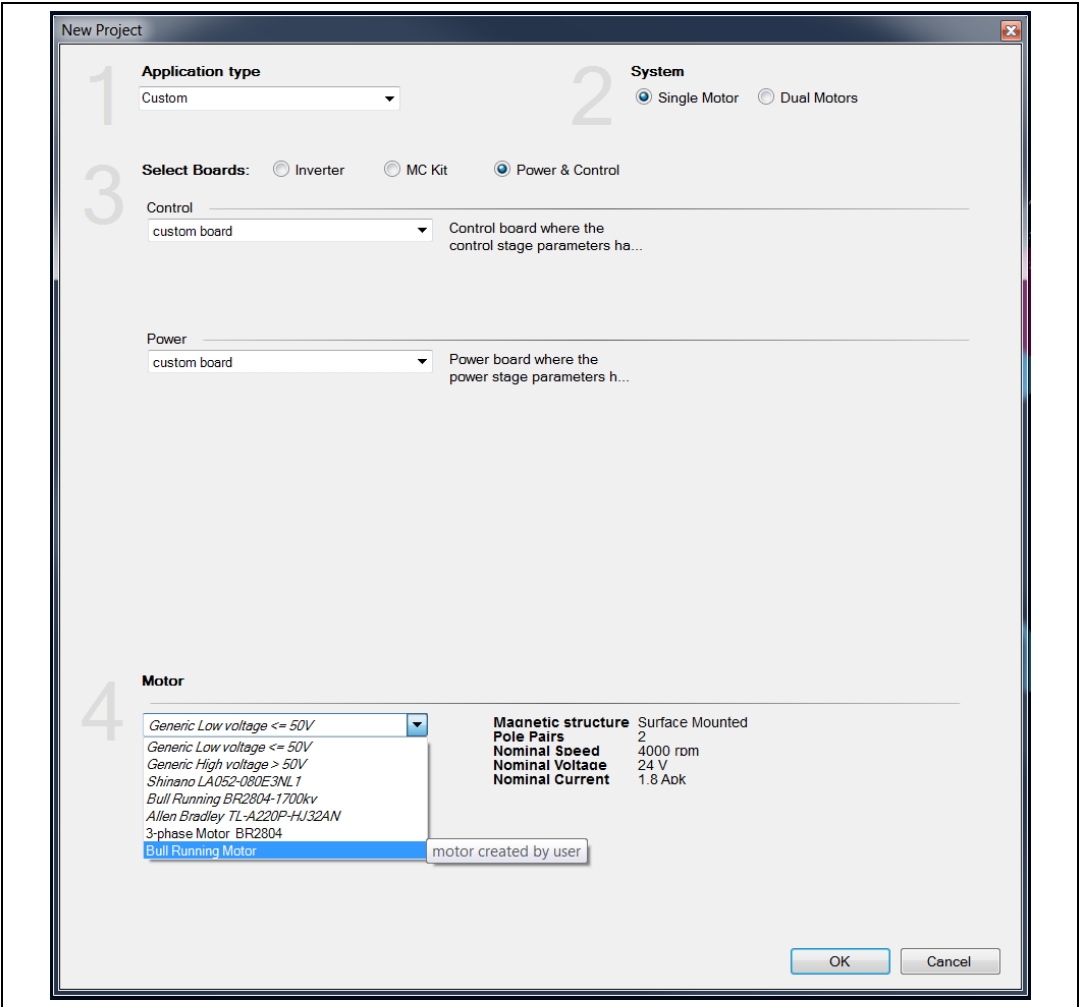 New Project
1
Application type
Custom
2
System
Single Motor
Dual Motors
3
Select Boards:
Inverter
MC Kit
Power & Control
Control
custom board
Control board where the
control stage parameters ha...
Power
custom board
Power board where the
power stage parameters h...
4
Motor
Generic Low voltage <= 50V
Generic Low voltage <= 50V
Generic High voltage > 50V
Shinano LA052-080E3NL1
Bull Running BR2804-1700kv
Allen Bradley TL-A220P-HJ32AN
3-phase Motor BR2804
Bull Running Motor
motor created by user
Magnetic structure Surface Mounted
Pole Pairs 2
Nominal Speed 4000 rpm
Nominal Voltage 24 V
Nominal Current 1.8 Apk
OK
Cancel